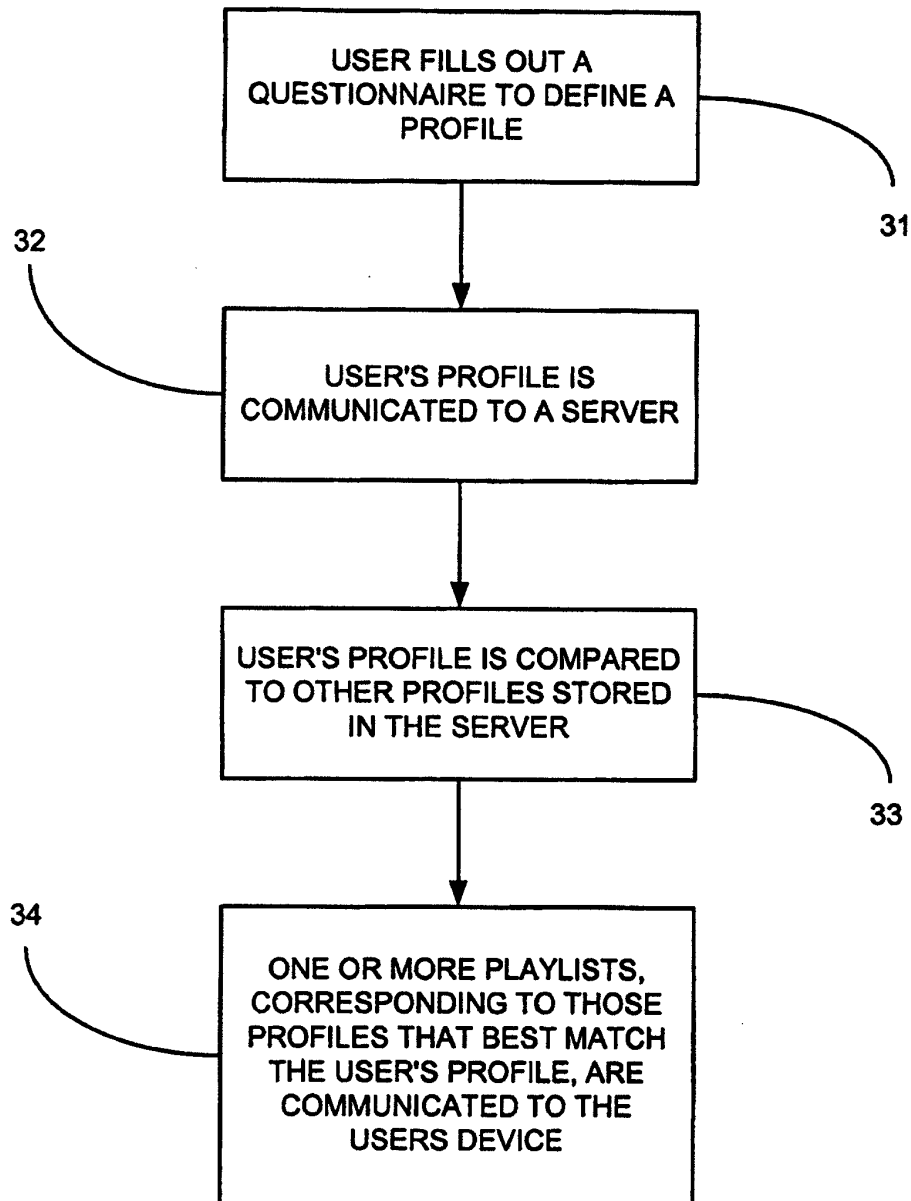 USER FILLS OUT A
QUESTIONNAIRE TO DEFINE A
PROFILE
31
32
USER'S PROFILE IS
COMMUNICATED TO A SERVER
USER'S PROFILE IS COMPARED
TO OTHER PROFILES STORED
IN THE SERVER
33
34
ONE OR MORE PLAYLISTS,
CORRESPONDING TO THOSE
PROFILES THAT BEST MATCH
THE USER'S PROFILE, ARE
COMMUNICATED TO THE
USERS DEVICE